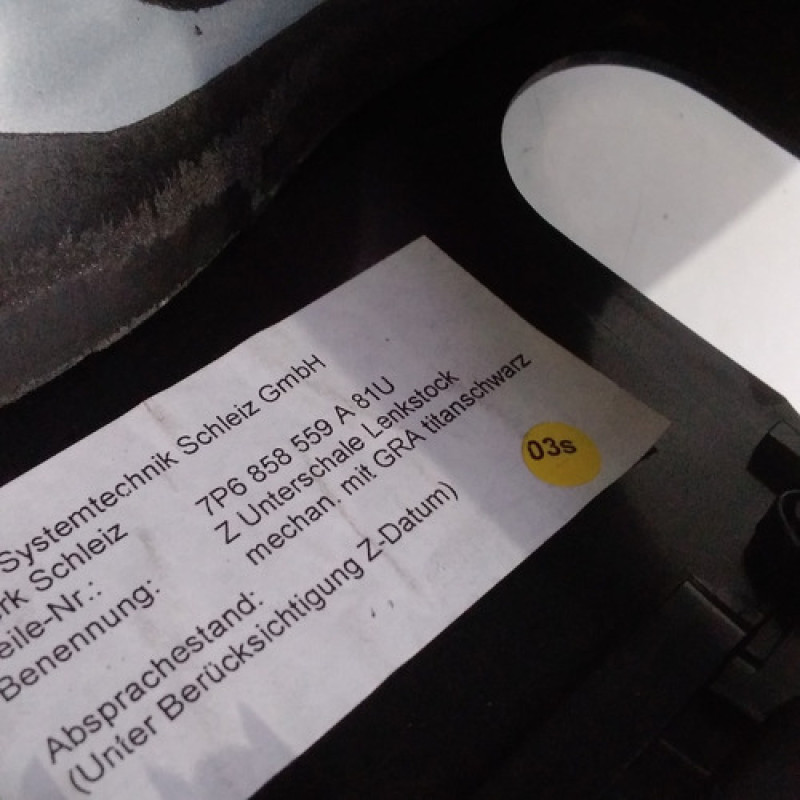 Systemtechnik Schleiz GmbH
rk Schleiz
eile-Nr.: 7P6 858 559 A 81U
Benennung: Z Unterschale Lenkstock
mechan. mit GRA titanschwarz
03s
Absprachestand:
(Unter Berücksichtigung Z-Datum)